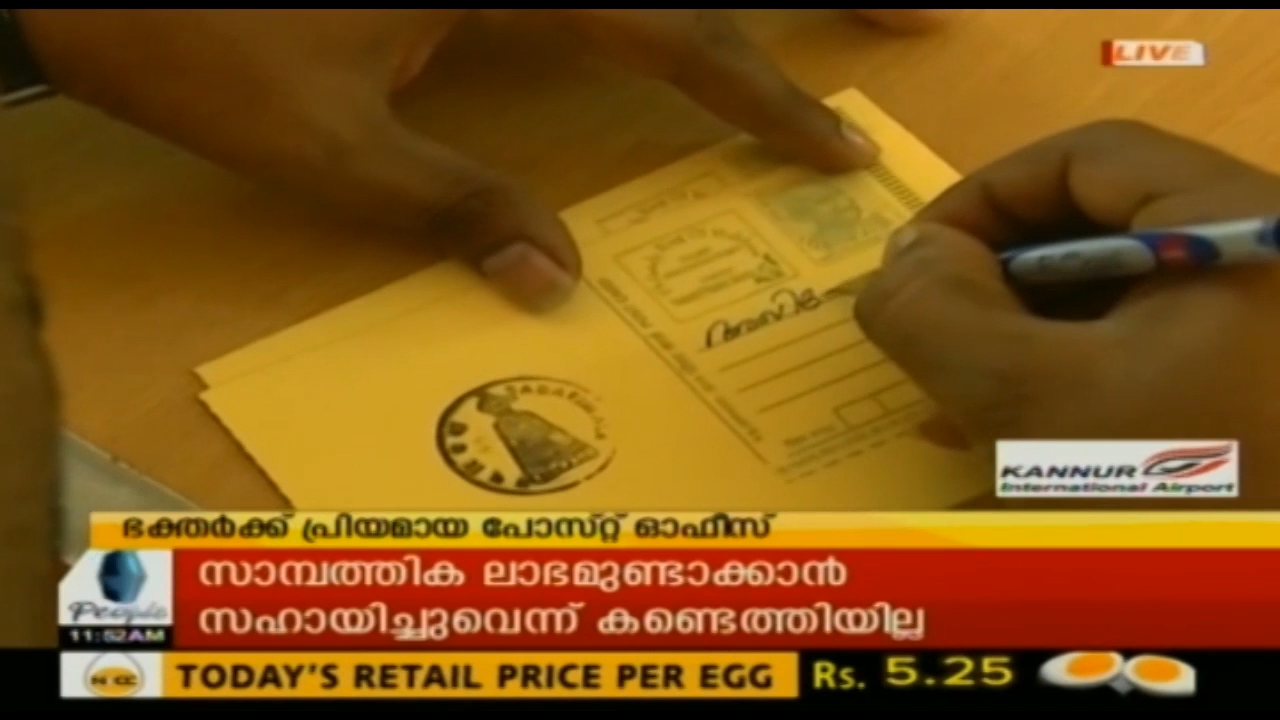 LIVE
KANNUR
International Airport
ഭക്തർക്ക് പ്രിയമായ പോസ്റ്റ് ഓഫീസ്
സാമ്പത്തിക ലാഭമുണ്ടാക്കാൻ
സഹായിച്ചുവെന്ന് കണ്ടെത്തിയില്ല
People
11:52AM
TODAY'S RETAIL PRICE PER EGG Rs. 5.25